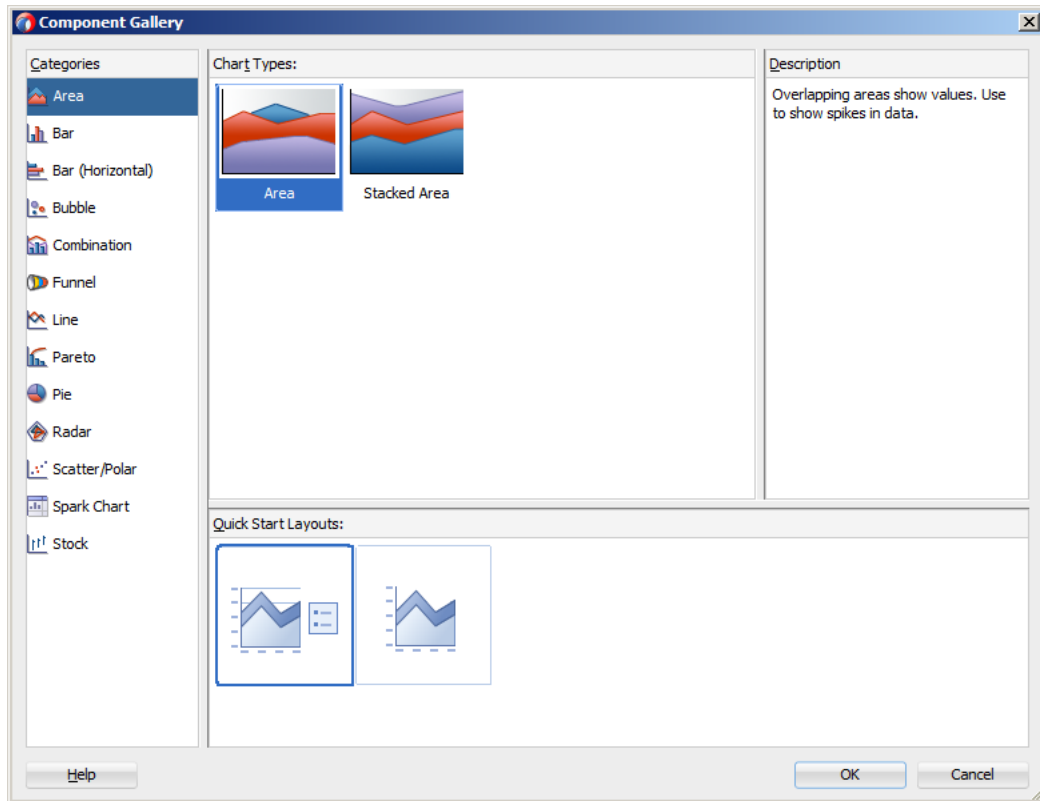 Component Gallery
Categories
Area
Bar
Bar (Horizontal)
Bubble
Combination
Funnel
Line
Pareto
Pie
Radar
Scatter/Polar
Spark Chart
Stock
Chart Types:
Area
Stacked Area
Description
Overlapping areas show values. Use
to show spikes in data.
Quick Start Layouts:
Help
OK
Cancel